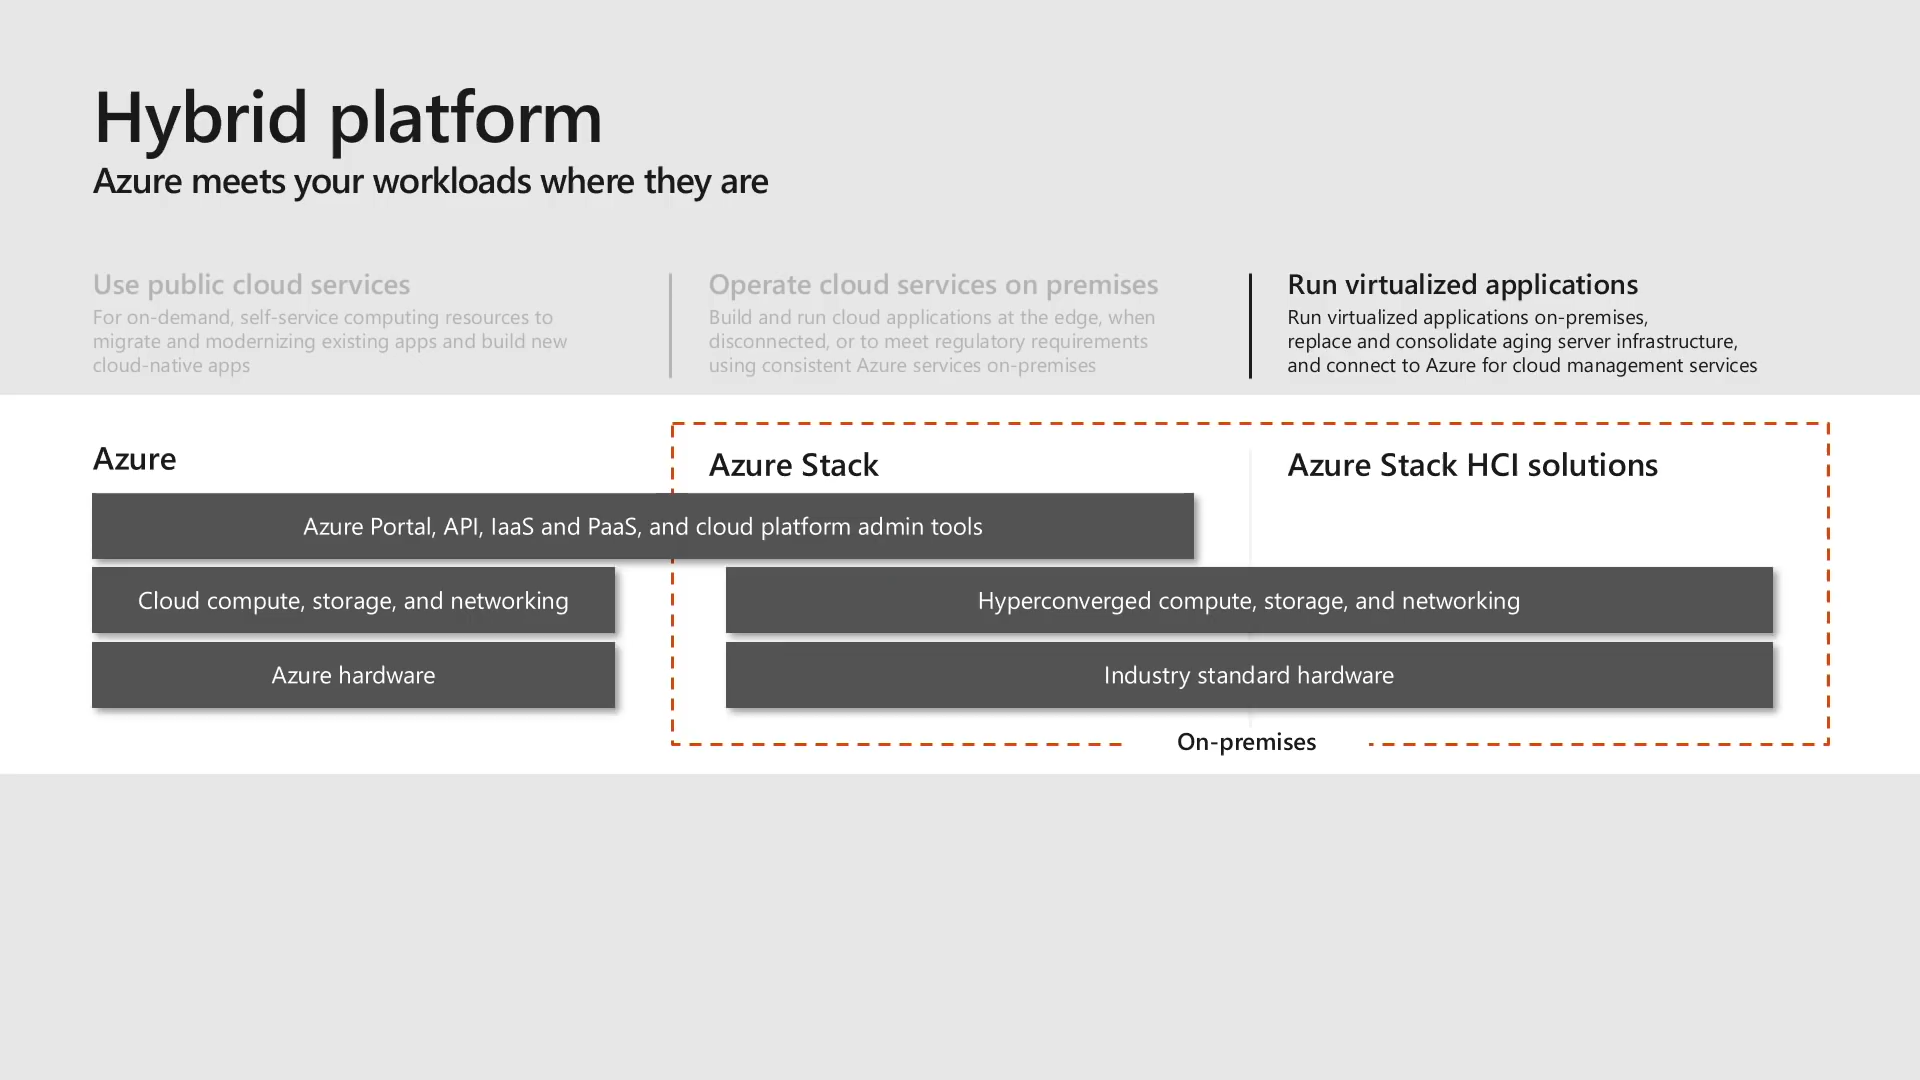 Hybrid platform
Azure meets your workloads where they are
Use public cloud services
For on-demand, self-service computing resources to
migrate and modernizing existing apps and build new
cloud-native apps
Operate cloud services on premises
Build and run cloud applications at the edge, when
disconnected, or to meet regulatory requirements
using consistent Azure services on-premises
Run virtualized applications
Run virtualized applications on-premises,
replace and consolidate aging server infrastructure,
and connect to Azure for cloud management services
Azure
Azure Stack
Azure Stack HCI solutions
Azure Portal, API, IaaS and PaaS, and cloud platform admin tools
Cloud compute, storage, and networking
Hyperconverged compute, storage, and networking
Azure hardware
Industry standard hardware
On-premises